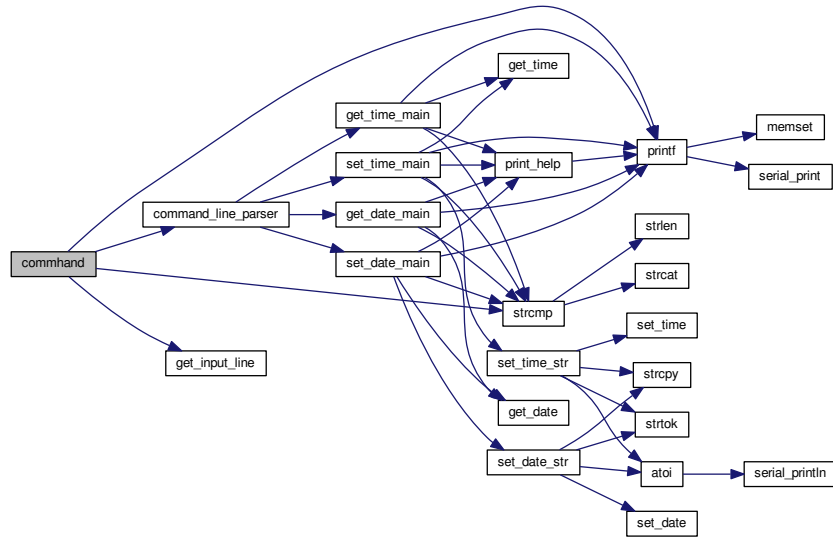 get_time
get_time_main
memset
printf
set_time_main
print_help
serial_print
command_line_parser
get_date_main
strlen
commhand
set_date_main
strcat
strcmp
set_time
get_input_line
set_time_str
strcpy
get_date
strtok
set_date_str
atoi
serial_println
set_date